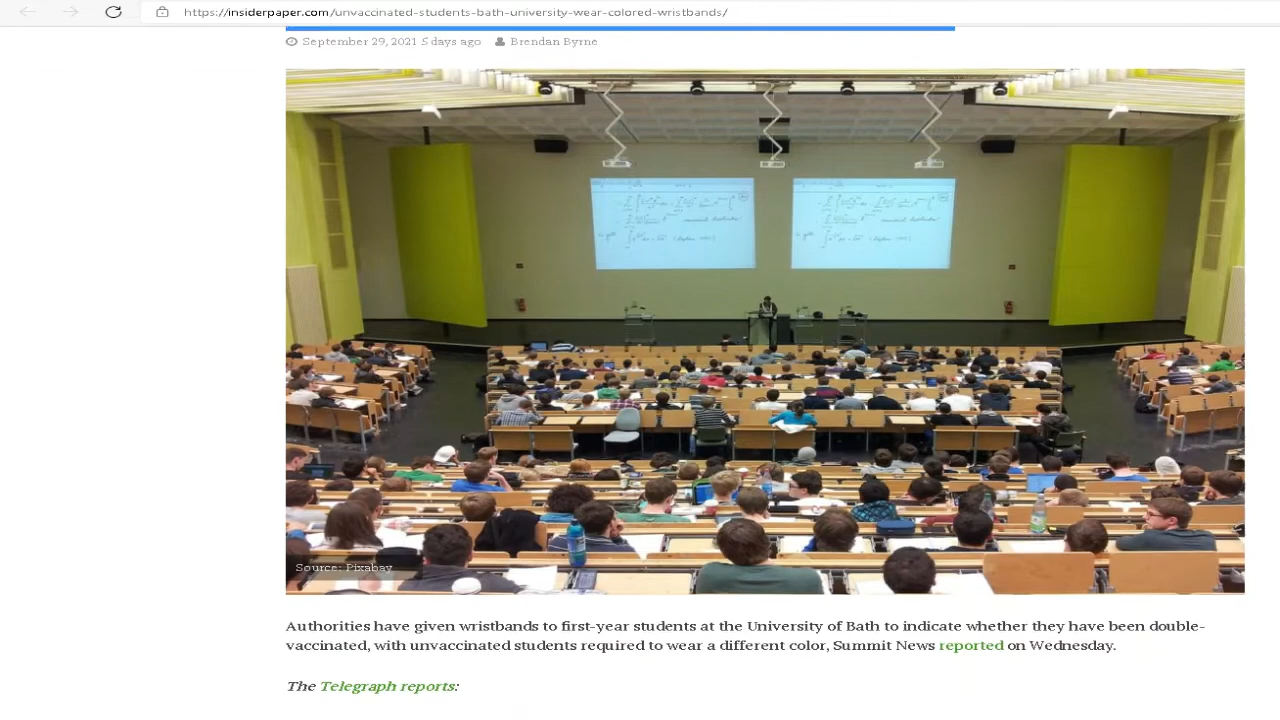 https://insiderpaper.com/unvaccinated-students-bath-university-wear-colored-wristbands/
September 29, 2021 5 days ago Brendan Byrne
Source: Pixabay
Authorities have given wristbands to first-year students at the University of Bath to indicate whether they have been double-
vaccinated, with unvaccinated students required to wear a different color, Summit News reported on Wednesday.
The Telegraph reports: